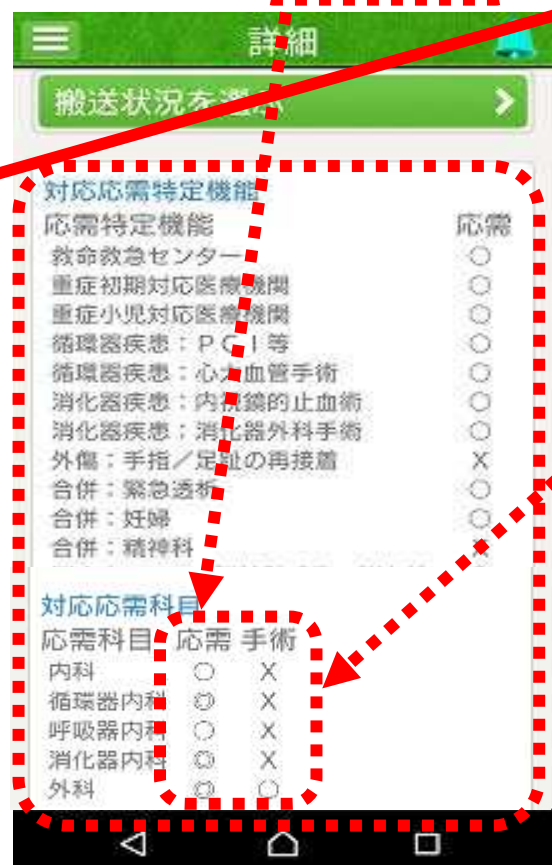 詳細
搬送状況を選ぶ
対応応需特定機能
応需特定機能 応需
救命救急センター ○
重症初期対応医療機関 ○
重症小児対応医療機関 ○
循環器疾患：ＰＣＩ等 ○
循環器疾患：心大血管手術 ○
消化器疾患：内視鏡的止血術 ○
消化器疾患：消化器外科手術 ○
外傷：手指／足趾の再接着 X
合併：緊急透析 ○
合併：妊婦 ○
合併：精神科 X
対応応需科目
応需科目 応需 手術
内科 ○ X
循環器内科 ◎ X
呼吸器内科 ○ X
消化器内科 ◎ X
外科 ◎ ○